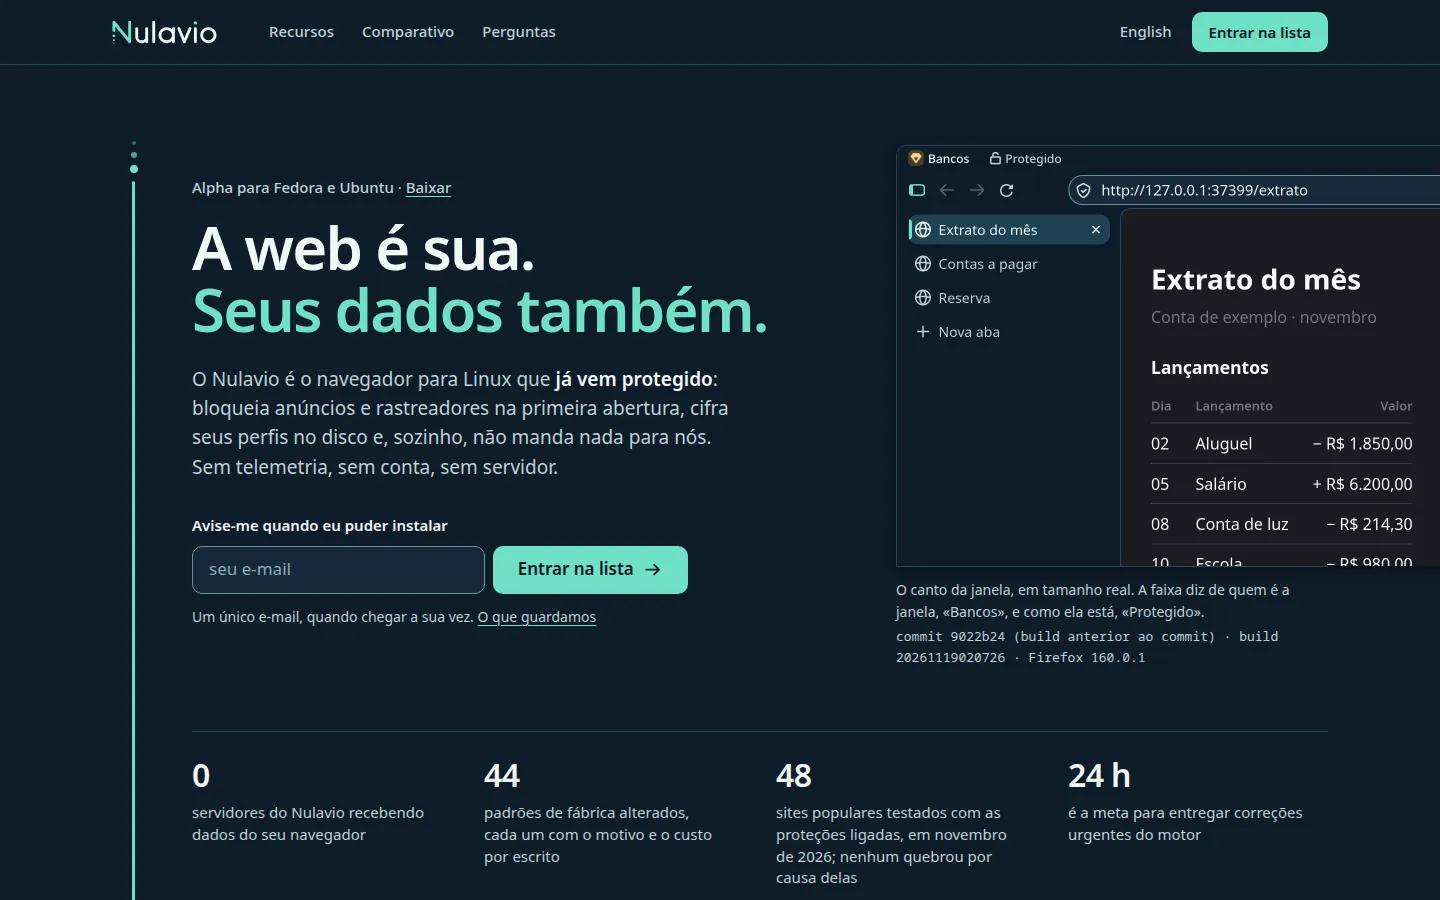 Nulavio
Recursos
Comparativo
Perguntas
English
Entrar na lista
Alpha para Fedora e Ubuntu · Baixar
A web é sua.
Seus dados também.
O Nulavio é o navegador para Linux que já vem protegido:
bloqueia anúncios e rastreadores na primeira abertura, cifra
seus perfis no disco e, sozinho, não manda nada para nós.
Sem telemetria, sem conta, sem servidor.
Avise-me quando eu puder instalar
seu e-mail
Entrar na lista →
Um único e-mail, quando chegar a sua vez. O que guardamos
Bancos
Protegido
http://127.0.0.1:37399/extrato
Extrato do mês ×
Contas a pagar
Reserva
+ Nova aba
Extrato do mês
Conta de exemplo · novembro
Lançamentos
Dia Lançamento Valor
02 Aluguel − R$ 1.850,00
05 Salário + R$ 6.200,00
08 Conta de luz − R$ 214,30
10 Escola − R$ 980,00
O canto da janela, em tamanho real. A faixa diz de quem é a
janela, «Bancos», e como ela está, «Protegido».
commit 9022b24 (build anterior ao commit) · build
20261119020726 · Firefox 160.0.1
0
servidores do Nulavio recebendo
dados do seu navegador
44
padrões de fábrica alterados,
cada um com o motivo e o custo
por escrito
48
sites populares testados com as
proteções ligadas, em novembro
de 2026; nenhum quebrou por
causa delas
24 h
é a meta para entregar correções
urgentes do motor